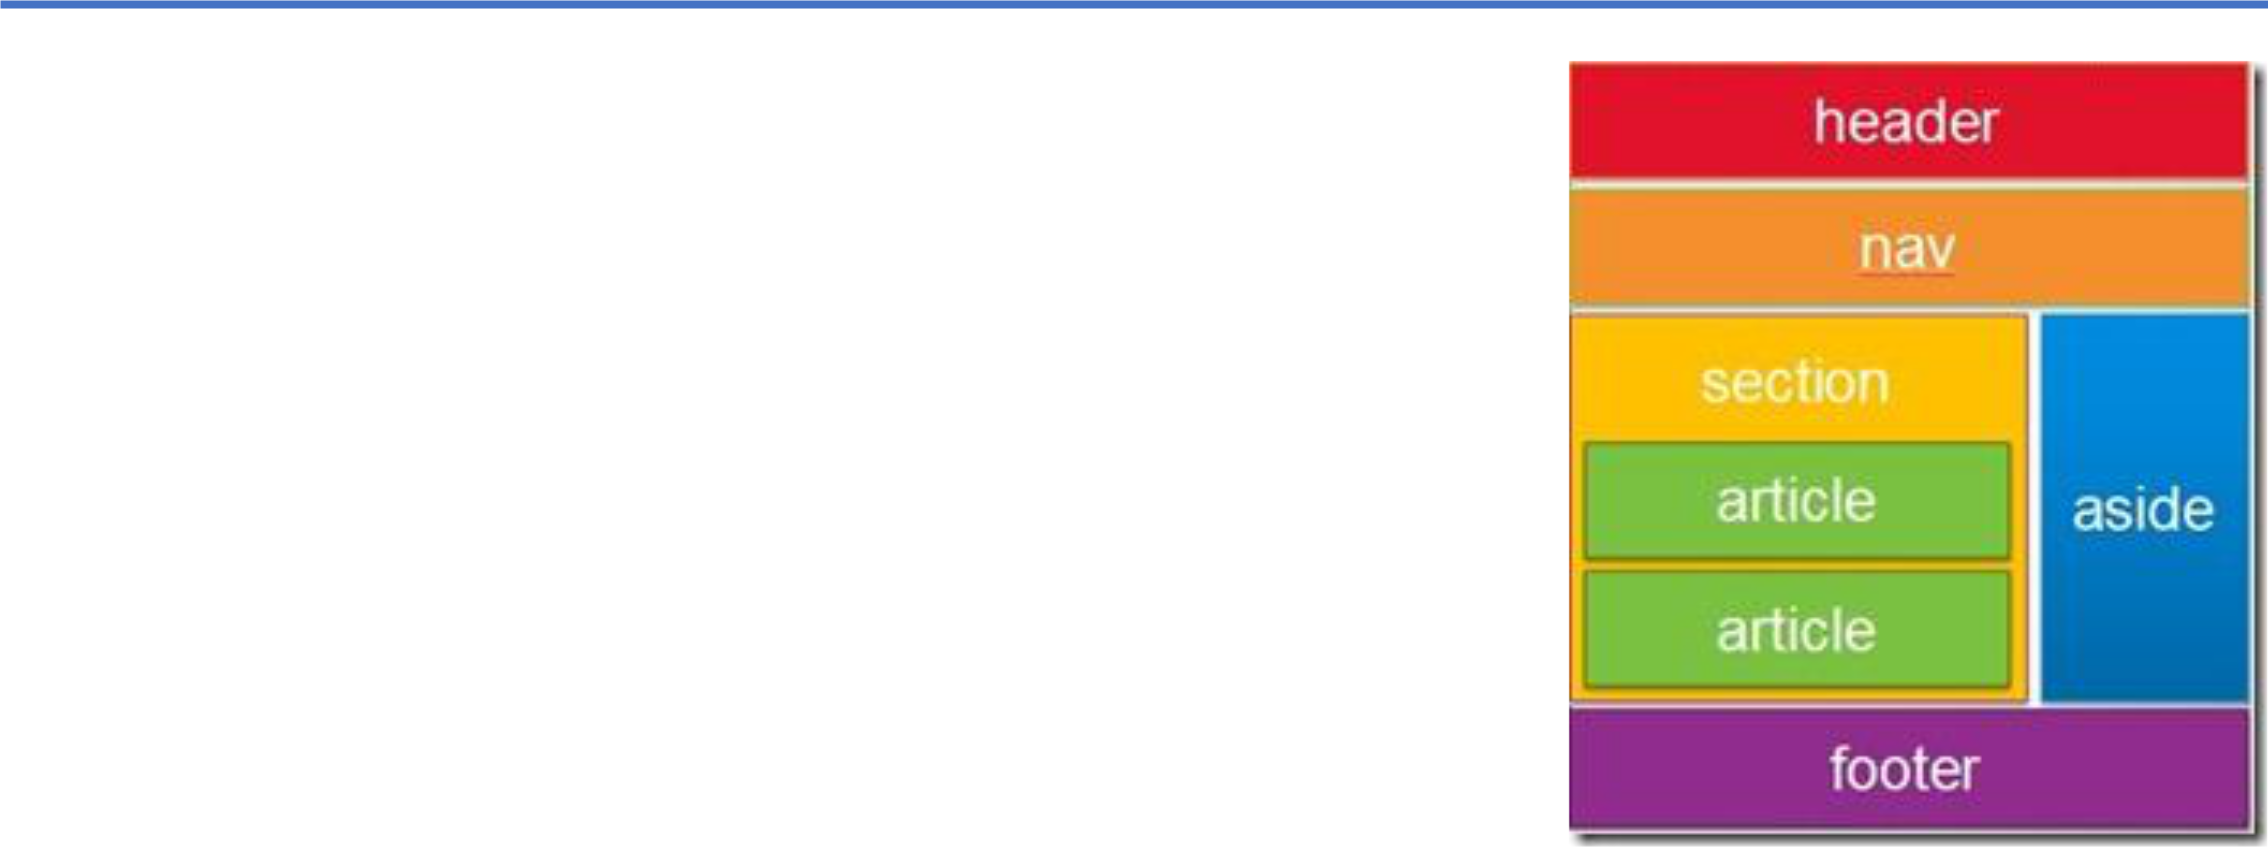 header
nav
section
article
article
aside
footer